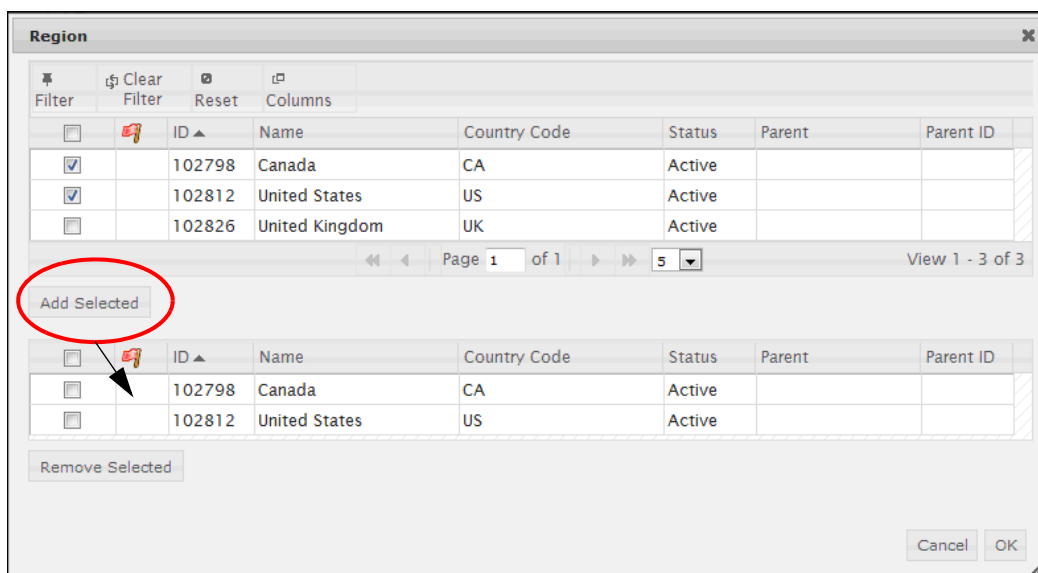 Region
Filter Clear Filter Reset Columns
ID Name Country Code Status Parent Parent ID
102798 Canada CA Active
102812 United States US Active
102826 United Kingdom UK Active
Page 1 of 1 5 View 1 - 3 of 3
Add Selected
ID Name Country Code Status Parent Parent ID
102798 Canada CA Active
102812 United States US Active
Remove Selected
Cancel OK